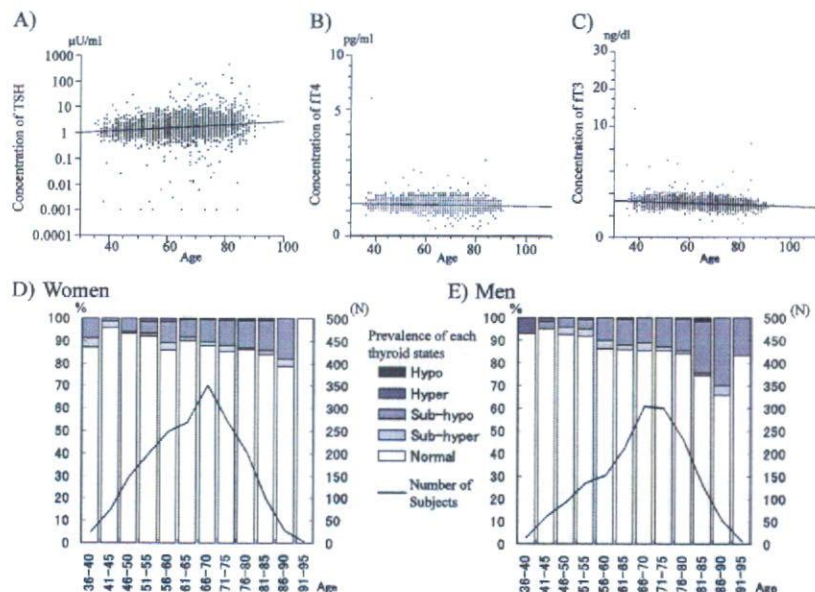 A)
µU/ml
1000
100
10
1
0.1
0.01
0.001
0.0001
Concentration of TSH
40 60 80 100
Age
B)
pg/ml
10
5
1
0
Concentration of fT4
40 60 80 100
Age
C)
ng/dl
30
20
10
3
0
Concentration of fT3
40 60 80 100
Age
D) Women
%
100
90
80
70
60
50
40
30
20
10
0
(N)
500
450
400
350
300
250
200
150
100
50
0
36-40
41-45
46-50
51-55
56-60
61-65
66-70
71-75
76-80
81-85
86-90
91-95
Age
Prevalence of each
thyroid states
Hypo
Hyper
Sub-hypo
Sub-hyper
Normal
Number of
Subjects
E) Men
%
100
90
80
70
60
50
40
30
20
10
0
(N)
500
450
400
350
300
250
200
150
100
50
0
36-40
41-45
46-50
51-55
56-60
61-65
66-70
71-75
76-80
81-85
86-90
91-95
Age